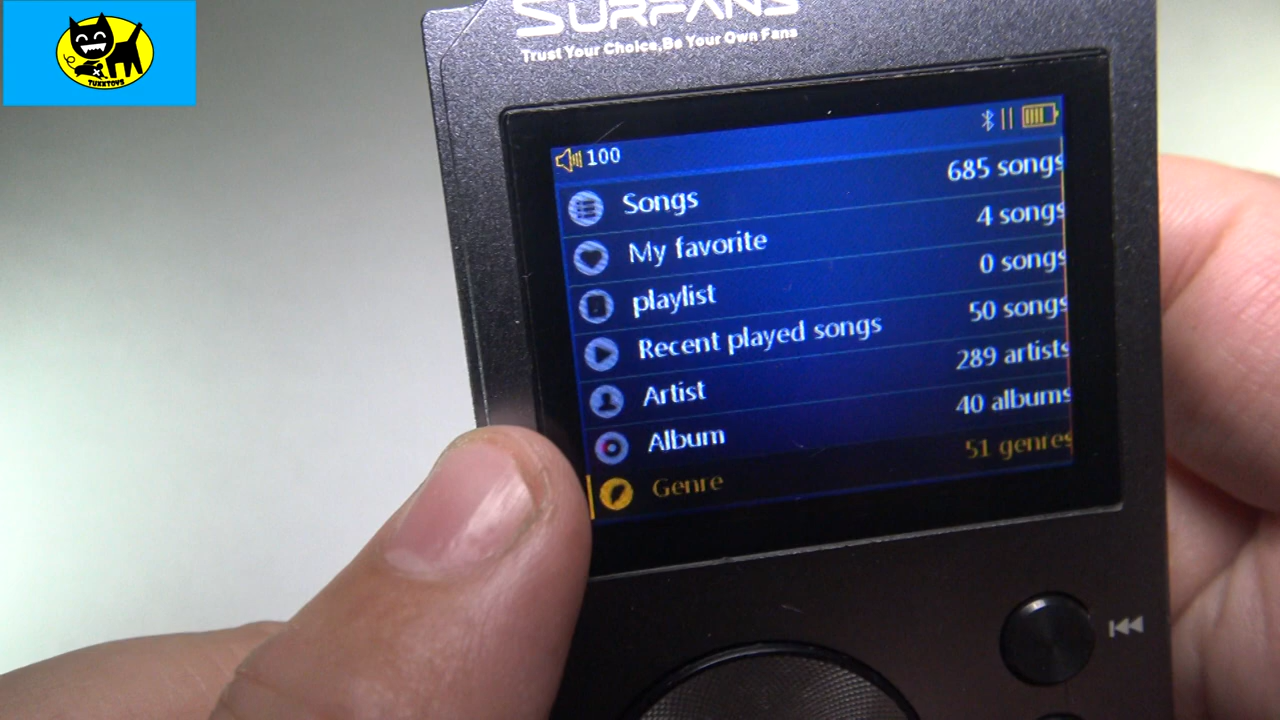 TUKKTOYS
SURFANS
Trust Your Choice,Be Your Own Fans
100
Songs 685 songs
My favorite 4 songs
playlist 0 songs
Recent played songs 50 songs
Artist 289 artists
Album 40 albums
Genre 51 genres